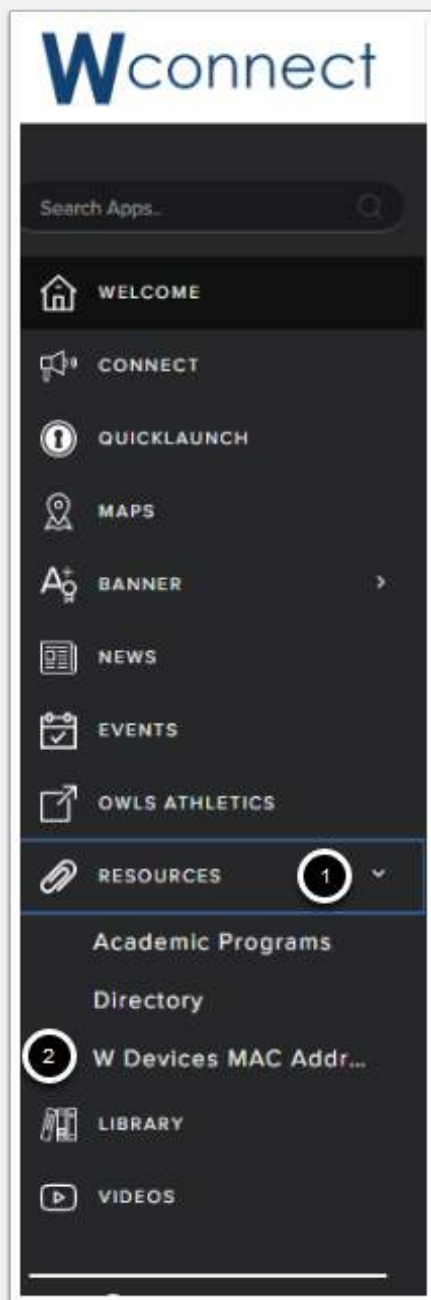 Wconnect
Search Apps..
WELCOME
CONNECT
QUICKLAUNCH
MAPS
BANNER
NEWS
EVENTS
OWLS ATHLETICS
RESOURCES 1
Academic Programs
Directory
2 W Devices MAC Addr...
LIBRARY
VIDEOS